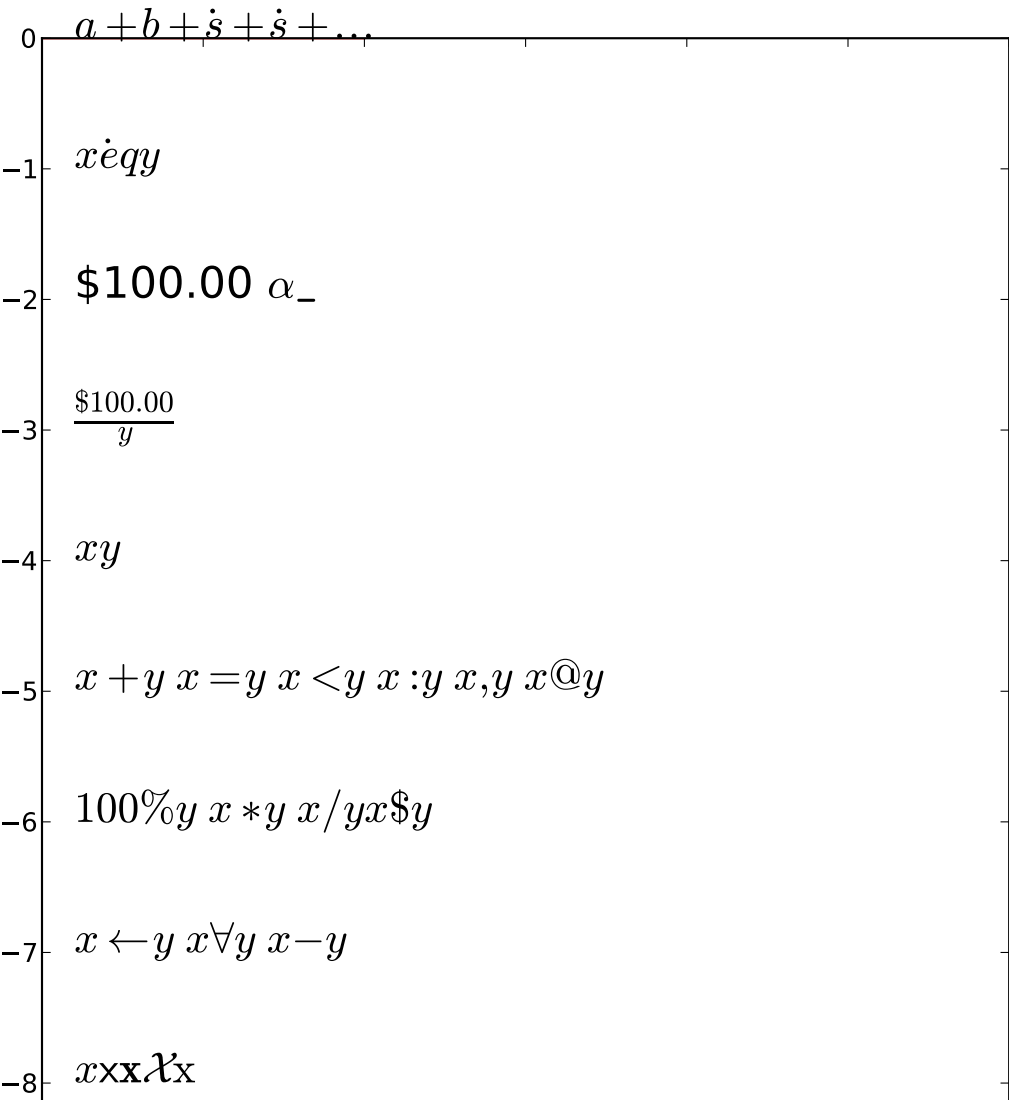 a + b + ṡ + ṡ + …
0
xėqy
−1
$100.00 α_
−2
$100.00
y
−3
xy
−4
x + y x = y x < y x : y x, y x@y
−5
100%y x ∗ y x/yx$y
−6
x ← y x∀y x − y
−7
xx𝐱𝒳x
−8